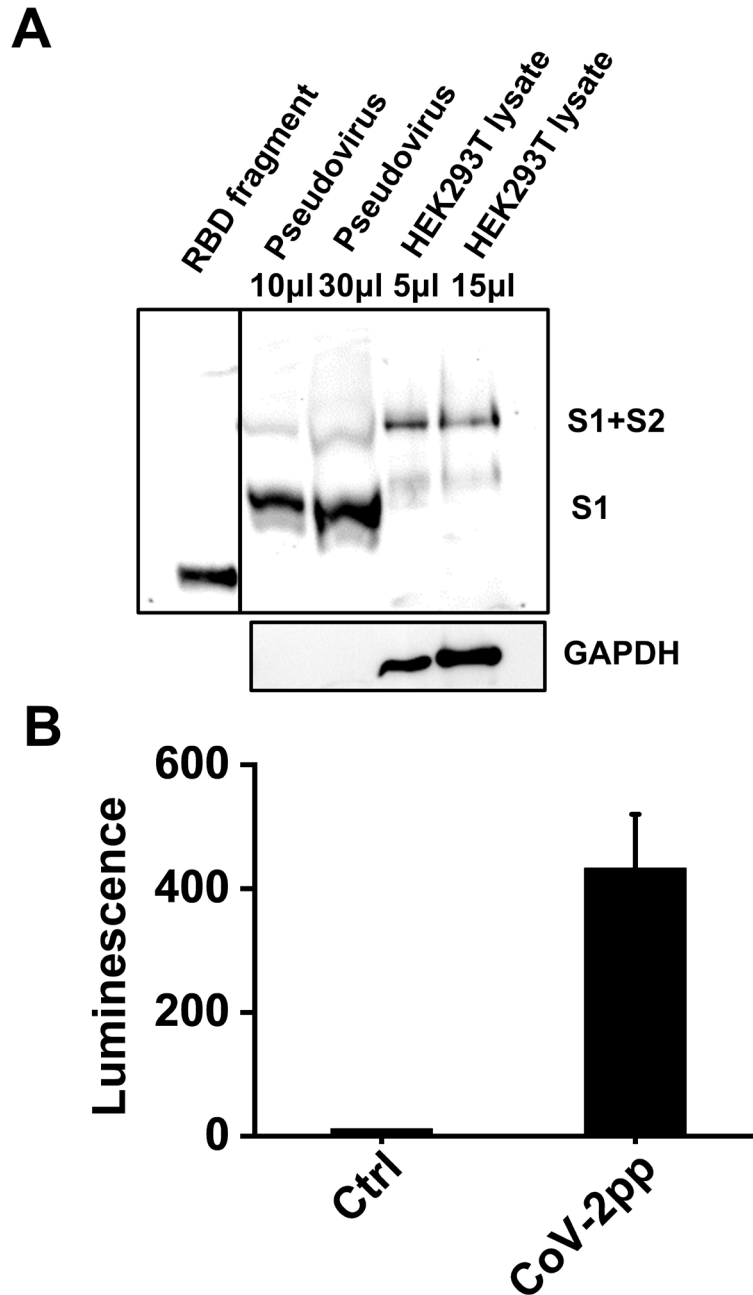 A
RBD fragment
Pseudovirus
Pseudovirus
HEK293T lysate
HEK293T lysate
10µl 30µl 5µl 15µl
S1+S2
S1
GAPDH
B
600
400
200
0
Luminescence
Ctrl
CoV-2pp